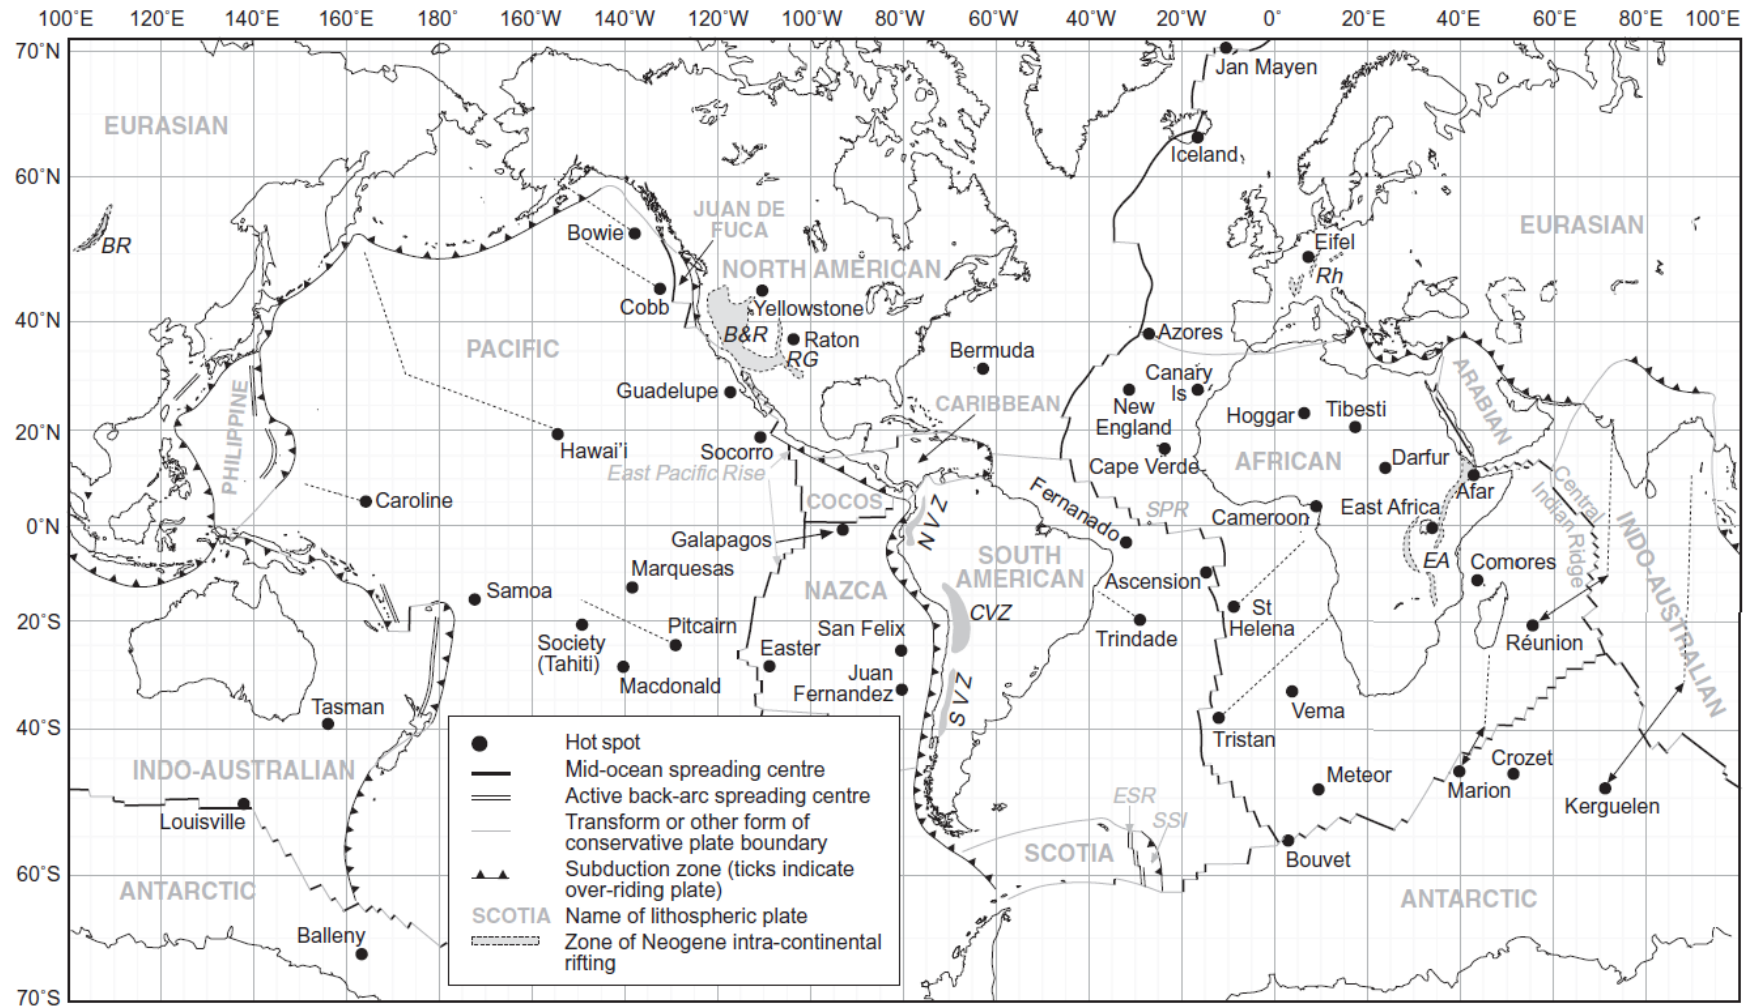 100˚E 120˚E 140˚E 160˚E 180˚ 160˚W 140˚W 120˚W 100˚W 80˚W 60˚W 40˚W 20˚W 0˚ 20˚E 40˚E 60˚E 80˚E 100˚E
70˚N
60˚N
40˚N
20˚N
0˚N
20˚S
40˚S
60˚S
70˚S
Jan Mayen
EURASIAN
Iceland
JUAN DE
FUCA
EURASIAN
BR
Bowie
Eifel
Rh
NORTH AMERICAN
Cobb
Yellowstone
B&R
Raton
RG
Azores
PACIFIC
Bermuda
Canary
Is
ARABIAN
PHILIPPINE
Guadelupe
CARIBBEAN
New
England
Hoggar
Tibesti
Hawai'i
Socorro
East Pacific Rise
Cape Verde
AFRICAN
Darfur
Afar
Central
Indian Ridge
Caroline
COCOS
NVZ
Fernanado
SPR
Cameroon
East Africa
INDO-AUSTRALIAN
Galapagos
SOUTH
AMERICAN
EA
Comores
Samoa
Marquesas
NAZCA
CVZ
Ascension
St
Helena
Society
(Tahiti)
Pitcairn
San Felix
Trindade
Réunion
Easter
Macdonald
Juan
Fernandez
SVZ
Tasman
Vema
Tristan
INDO-AUSTRALIAN
Meteor
Crozet
Marion
Kerguelen
Louisville
ESR
SSI
SCOTIA
Bouvet
ANTARCTIC
ANTARCTIC
Balleny
Hot spot
Mid-ocean spreading centre
Active back-arc spreading centre
Transform or other form of
conservative plate boundary
Subduction zone (ticks indicate
over-riding plate)
SCOTIA Name of lithospheric plate
Zone of Neogene intra-continental
rifting